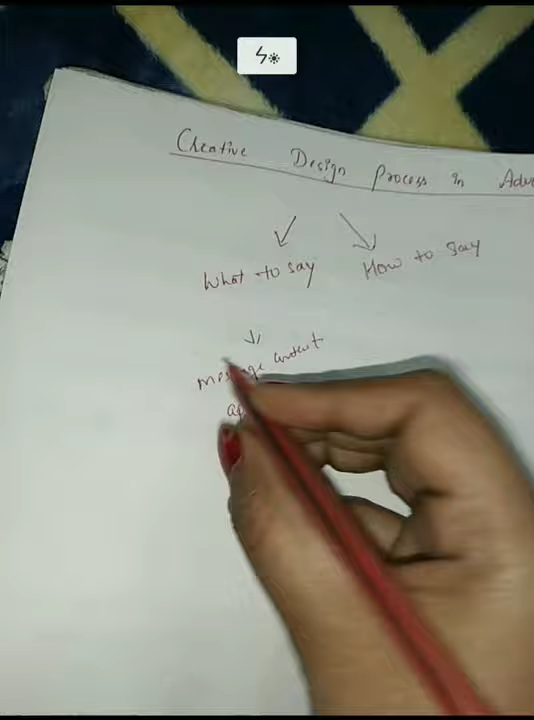 Creative Design Process in
What to say How to say
message content